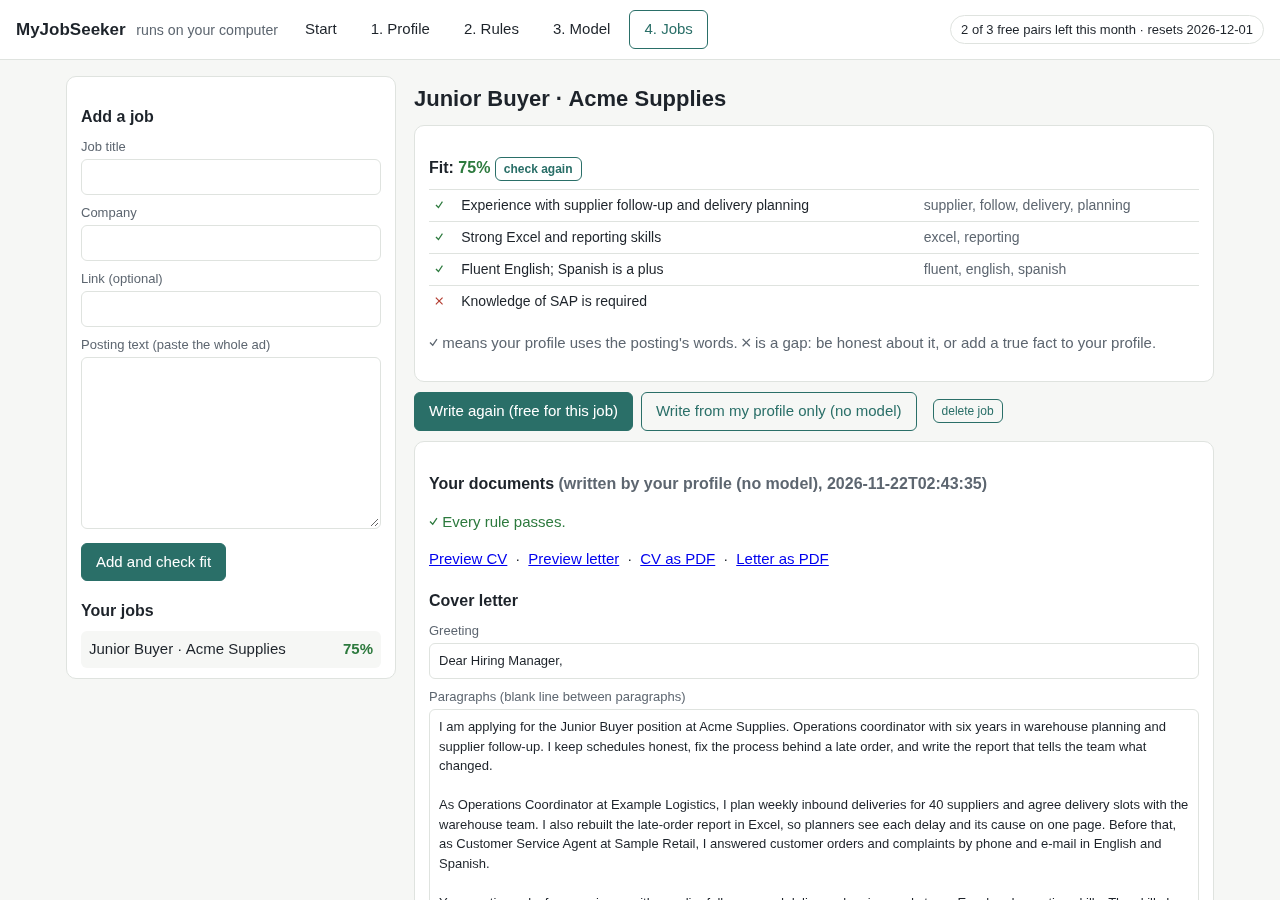 MyJobSeeker runs on your computer Start 1. Profile 2. Rules 3. Model 4. Jobs 2 of 3 free pairs left this month · resets 2026-12-01
Add a job
Job title
Company
Link (optional)
Posting text (paste the whole ad)
Add and check fit
Your jobs
Junior Buyer · Acme Supplies 75%
Junior Buyer · Acme Supplies
Fit: 75% check again
✓ Experience with supplier follow-up and delivery planning supplier, follow, delivery, planning
✓ Strong Excel and reporting skills excel, reporting
✓ Fluent English; Spanish is a plus fluent, english, spanish
✕ Knowledge of SAP is required
✓ means your profile uses the posting's words. ✕ is a gap: be honest about it, or add a true fact to your profile.
Write again (free for this job) Write from my profile only (no model) delete job
Your documents (written by your profile (no model), 2026-11-22T02:43:35)
✓ Every rule passes.
Preview CV · Preview letter · CV as PDF · Letter as PDF
Cover letter
Greeting
Dear Hiring Manager,
Paragraphs (blank line between paragraphs)
I am applying for the Junior Buyer position at Acme Supplies. Operations coordinator with six years in warehouse planning and
supplier follow-up. I keep schedules honest, fix the process behind a late order, and write the report that tells the team what
changed.
As Operations Coordinator at Example Logistics, I plan weekly inbound deliveries for 40 suppliers and agree delivery slots with the
warehouse team. I also rebuilt the late-order report in Excel, so planners see each delay and its cause on one page. Before that,
as Customer Service Agent at Sample Retail, I answered customer orders and complaints by phone and e-mail in English and
Spanish.